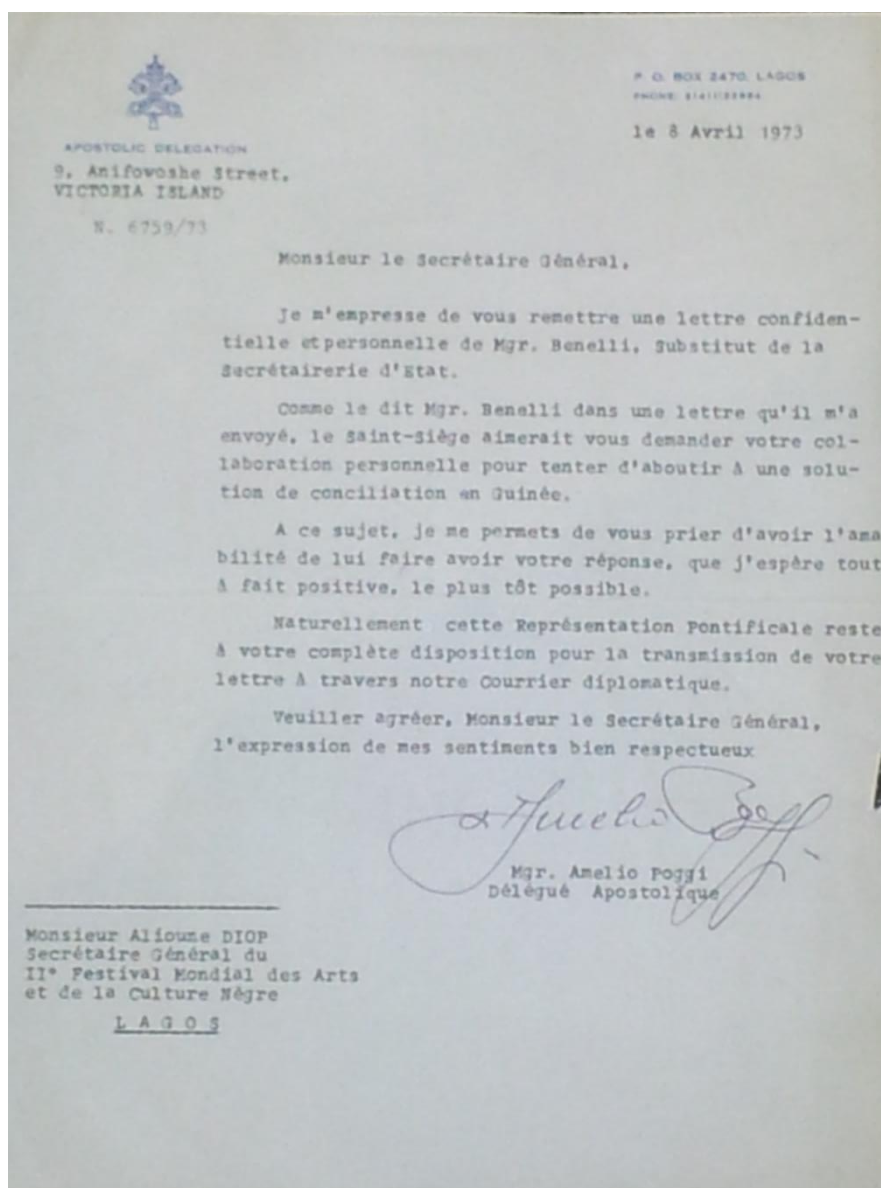 P. O. BOX 2470, LAGOS
PHONE:
le 8 Avril 1973
APOSTOLIC DELEGATION
9, Anifowoshe Street,
VICTORIA ISLAND
N. 6759/73
Monsieur le Secrétaire Général,
Je m'empresse de vous remettre une lettre confiden-
tielle et personnelle de Mgr. Benelli, Substitut de la
Secrétairerie d'Etat.
Comme le dit Mgr. Benelli dans une lettre qu'il m'a
envoyé, le Saint-Siège aimerait vous demander votre col-
laboration personnelle pour tenter d'aboutir à une solu-
tion de conciliation en Guinée.
A ce sujet, je me permets de vous prier d'avoir l'ama
bilité de lui faire avoir votre réponse, que j'espère tout
à fait positive, le plus tôt possible.
Naturellement cette Représentation Pontificale reste
à votre complète disposition pour la transmission de votre
lettre à travers notre Courrier diplomatique.
Veuiller agréer, Monsieur le Secrétaire Général,
l'expression de mes sentiments bien respectueux
Mgr. Amelio Poggi
Délégué Apostolique
Monsieur Alioune DIOP
Secrétaire Général du
II° Festival Mondial des Arts
et de la Culture Nègre
LAGOS